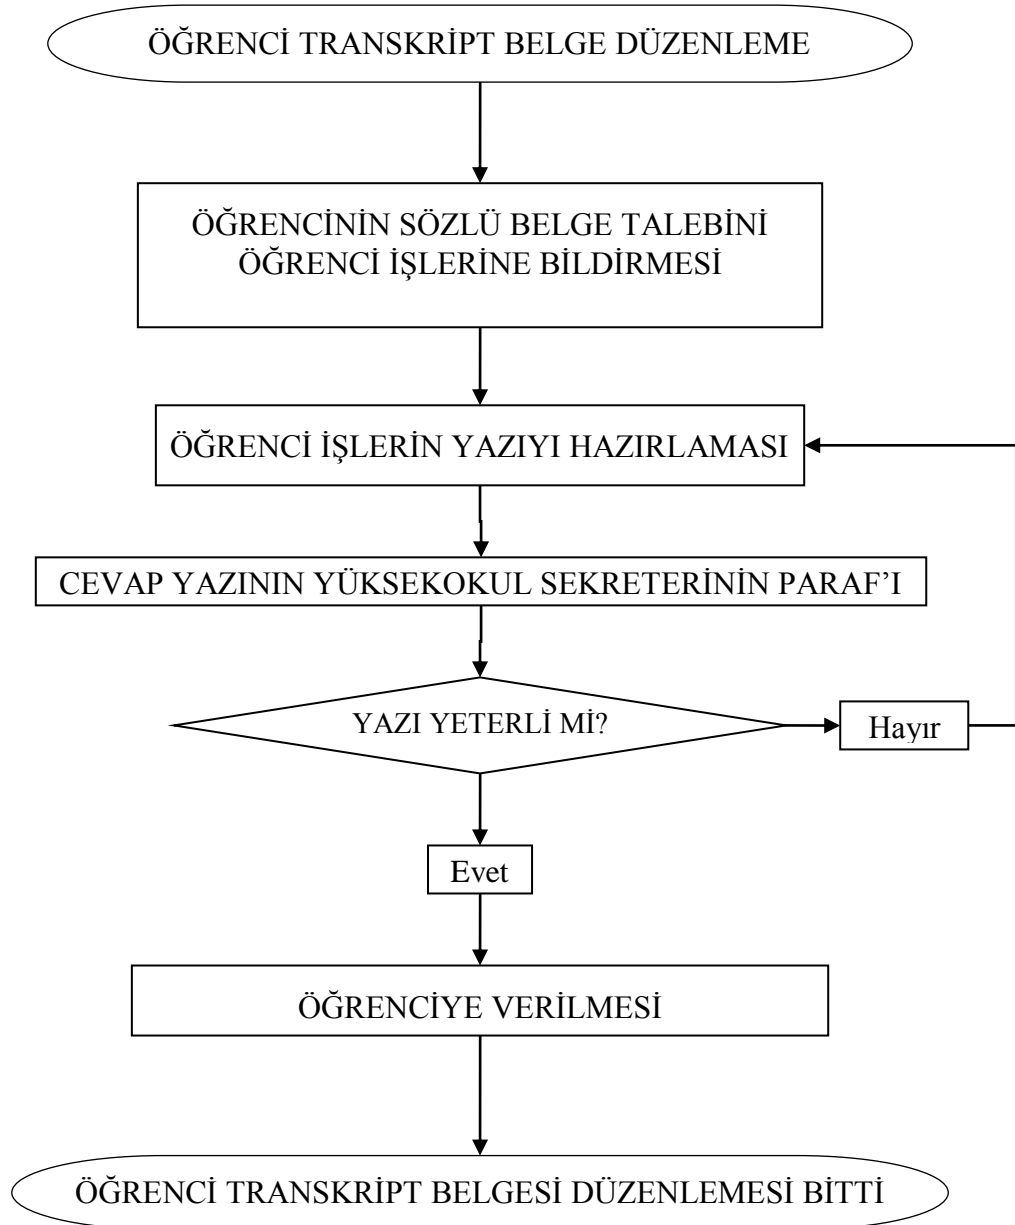 ÖĞRENCİ TRANSKRİPT BELGE DÜZENLEME
ÖĞRENCİNİN SÖZLÜ BELGE TALEBİNİ
ÖĞRENCİ İŞLERİNE BİLDİRMESİ
ÖĞRENCİ İŞLERİN YAZIYI HAZIRLAMASI
CEVAP YAZININ YÜKSEKOKUL SEKRETERİNİN PARAF’I
YAZI YETERLİ Mİ?
Hayır
Evet
ÖĞRENCİYE VERİLMESİ
ÖĞRENCİ TRANSKRİPT BELGESİ DÜZENLEMESİ BİTTİ